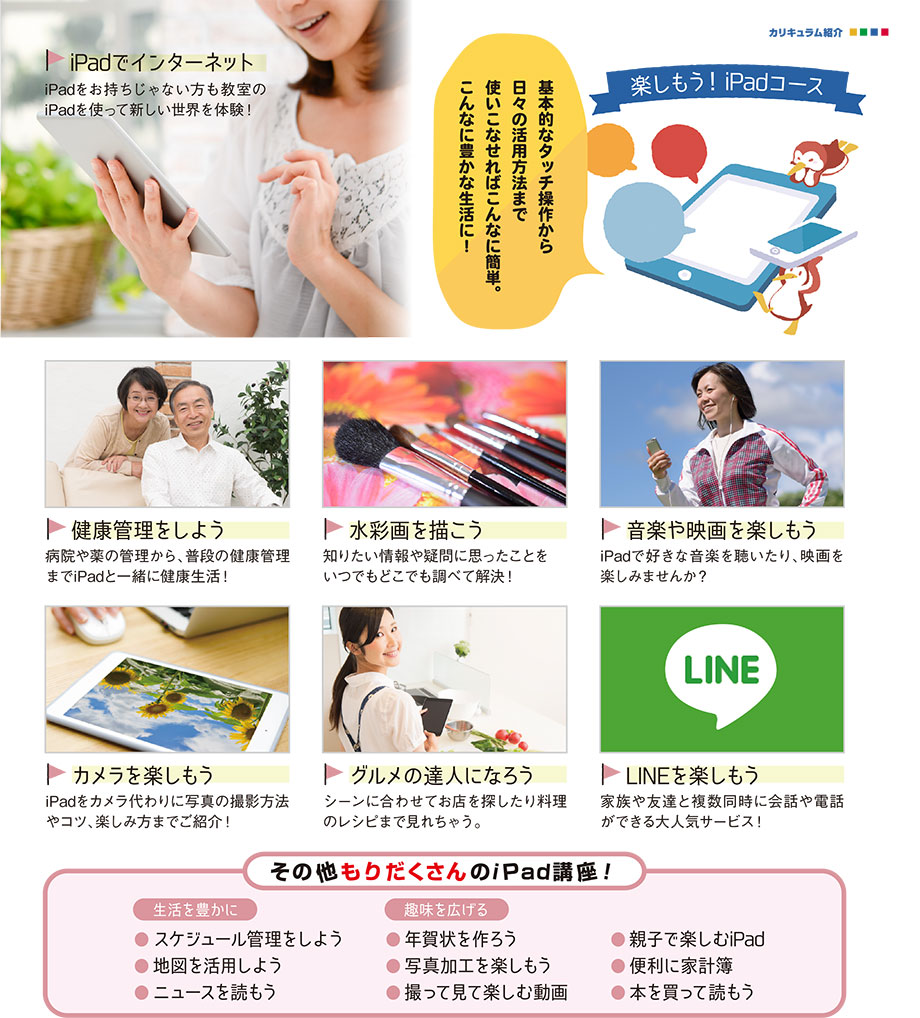 カリキュラム紹介
楽しもう！iPadコース
基本的なタッチ操作から
日々の活用方法まで
使いこなせればこんなに簡単。
こんなに豊かな生活に！
iPadでインターネット
iPadをお持ちじゃない方も教室の
iPadを使って新しい世界を体験！
健康管理をしよう
病院や薬の管理から、普段の健康管理
までiPadと一緒に健康生活！
水彩画を描こう
知りたい情報や疑問に思ったことを
いつでもどこでも調べて解決！
音楽や映画を楽しもう
iPadで好きな音楽を聴いたり、映画を
楽しみませんか？
カメラを楽しもう
iPadをカメラ代わりに写真の撮影方法
やコツ、楽しみ方までご紹介！
グルメの達人になろう
シーンに合わせてお店を探したり料理
のレシピまで見れちゃう。
LINE
LINEを楽しもう
家族や友達と複数同時に会話や電話
ができる大人気サービス！
その他もりだくさんのiPad講座！
生活を豊かに
● スケジュール管理をしよう
● 地図を活用しよう
● ニュースを読もう
趣味を広げる
● 年賀状を作ろう
● 写真加工を楽しもう
● 撮って見て楽しむ動画
● 親子で楽しむiPad
● 便利に家計簿
● 本を買って読もう